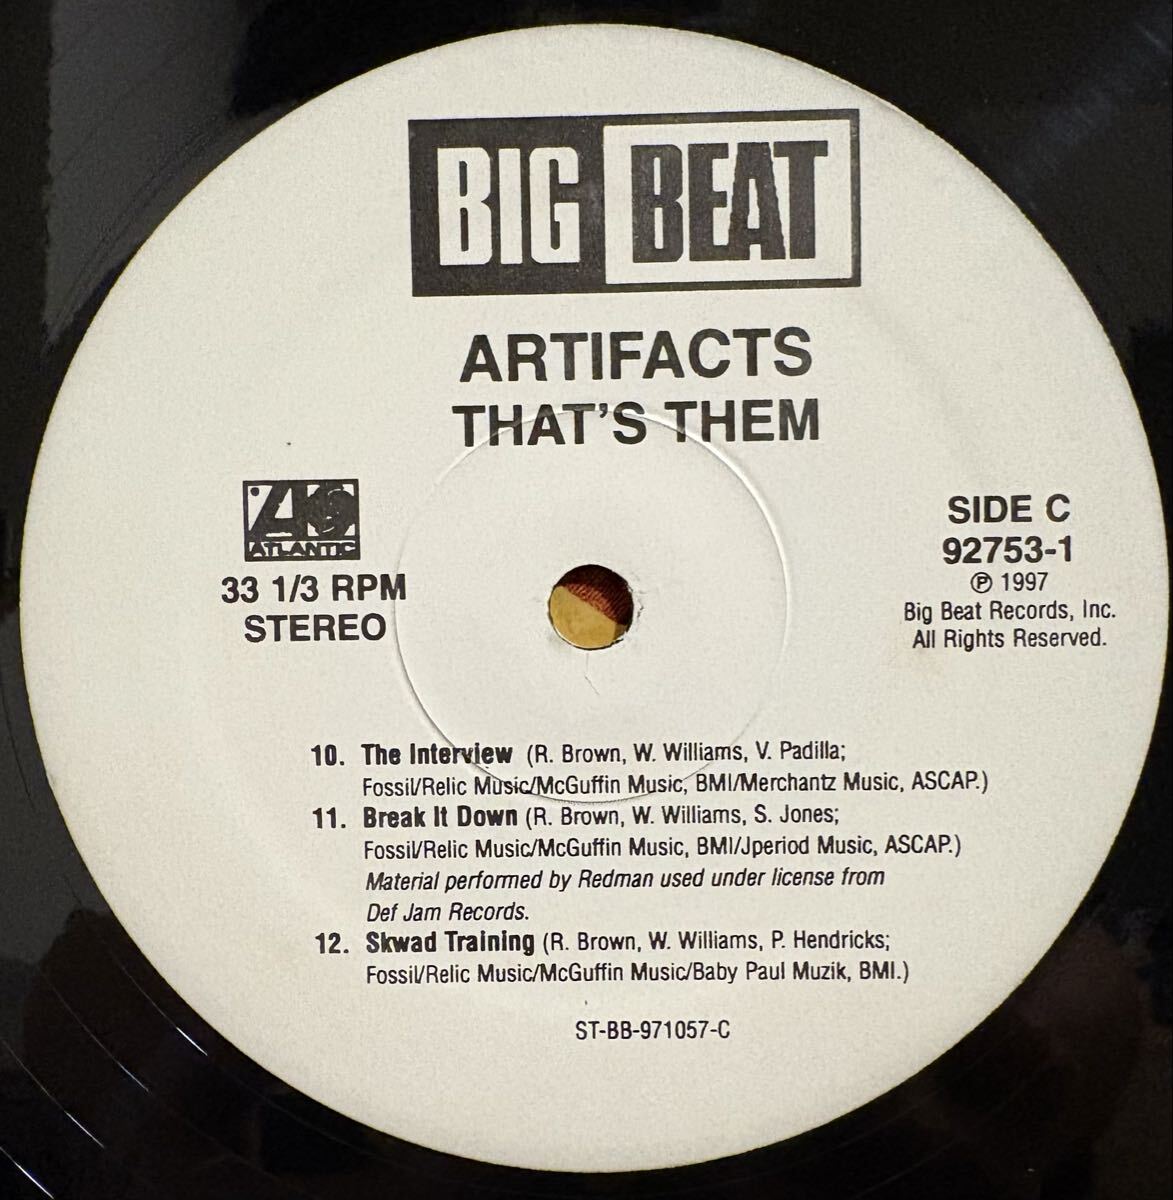 BIG BEAT
ARTIFACTS
THAT'S THEM
ATLANTIC
33 1/3 RPM
STEREO
SIDE C
92753-1
℗ 1997
Big Beat Records, Inc.
All Rights Reserved.
10. The Interview (R. Brown, W. Williams, V. Padilla;
Fossil/Relic Music/McGuffin Music, BMI/Merchantz Music, ASCAP.)
11. Break It Down (R. Brown, W. Williams, S. Jones;
Fossil/Relic Music/McGuffin Music, BMI/Jperiod Music, ASCAP.)
Material performed by Redman used under license from
Def Jam Records.
12. Skwad Training (R. Brown, W. Williams, P. Hendricks;
Fossil/Relic Music/McGuffin Music/Baby Paul Muzik, BMI.)
ST-BB-971057-C